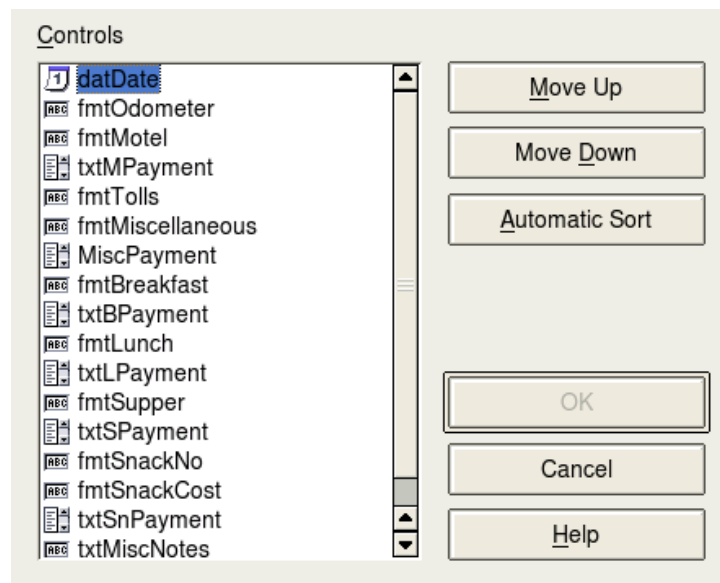 Controls
datDate
fmtOdometer
fmtMotel
txtMPayment
fmtTolls
fmtMiscellaneous
MiscPayment
fmtBreakfast
txtBPayment
fmtLunch
txtLPayment
fmtSupper
txtSPayment
fmtSnackNo
fmtSnackCost
txtSnPayment
txtMiscNotes
Move Up
Move Down
Automatic Sort
OK
Cancel
Help